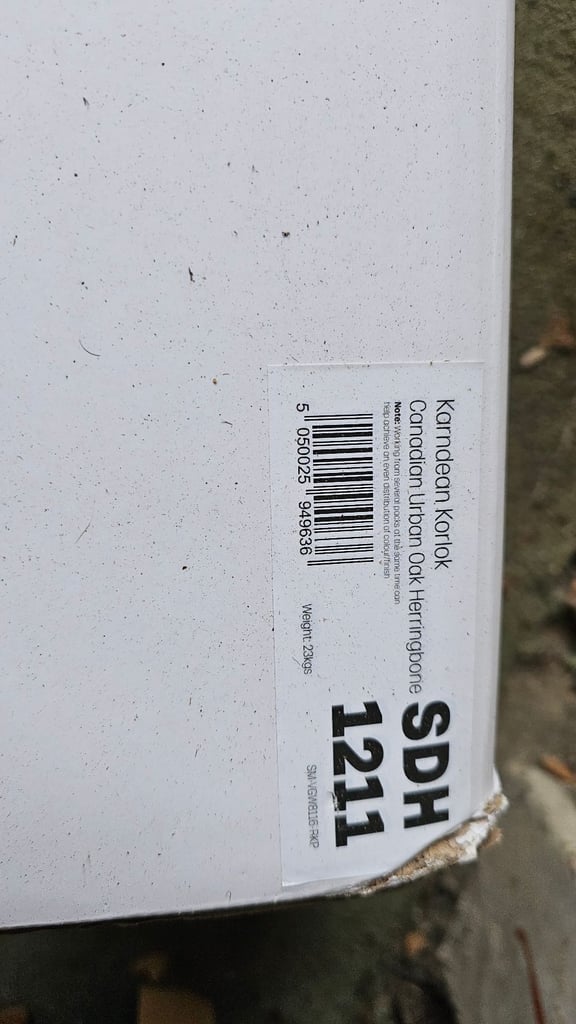 Karndean Korlok
Canadian Urban Oak Herringbone
Note: Working from several packs at the same time can
help achieve an even distribution of colour/finish
5 050025 949636
Weight: 23kgs
SDH
1211
SM-VGW8116-RKP